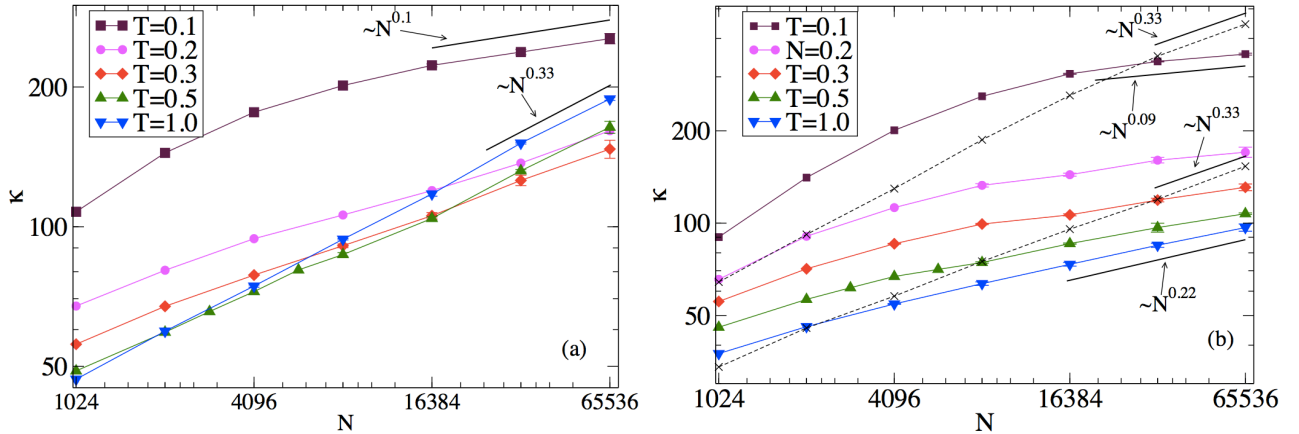 200
100
50
κ
T=0.1
T=0.2
T=0.3
T=0.5
T=1.0
~N^0.1
~N^0.33
(a)
1024
4096
16384
65536
N
200
100
50
κ
T=0.1
N=0.2
T=0.3
T=0.5
T=1.0
~N^0.33
~N^0.09
~N^0.33
~N^0.22
(b)
1024
4096
16384
65536
N